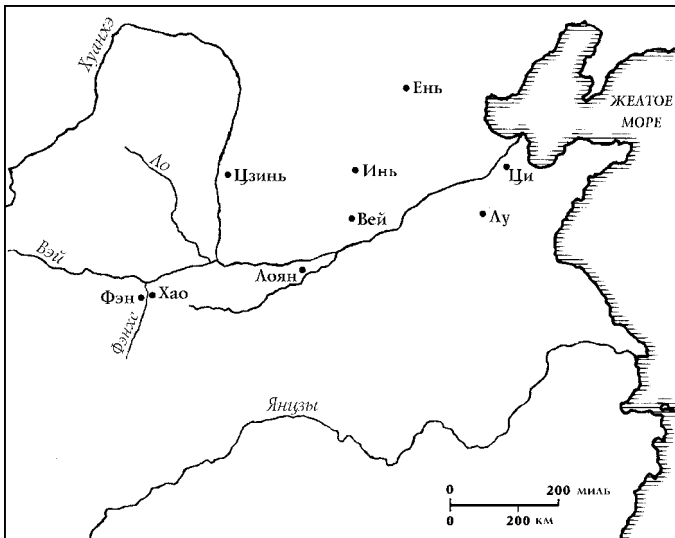 Хуанхэ
Ень
ЖЕЛТОЕ
МОРЕ
Ло
Цзинь
Инь
Ци
Вей
Лу
Вэй
Лоян
Фэн
Хао
Фэнхе
Янцзы
0 200 миль
0 200 км